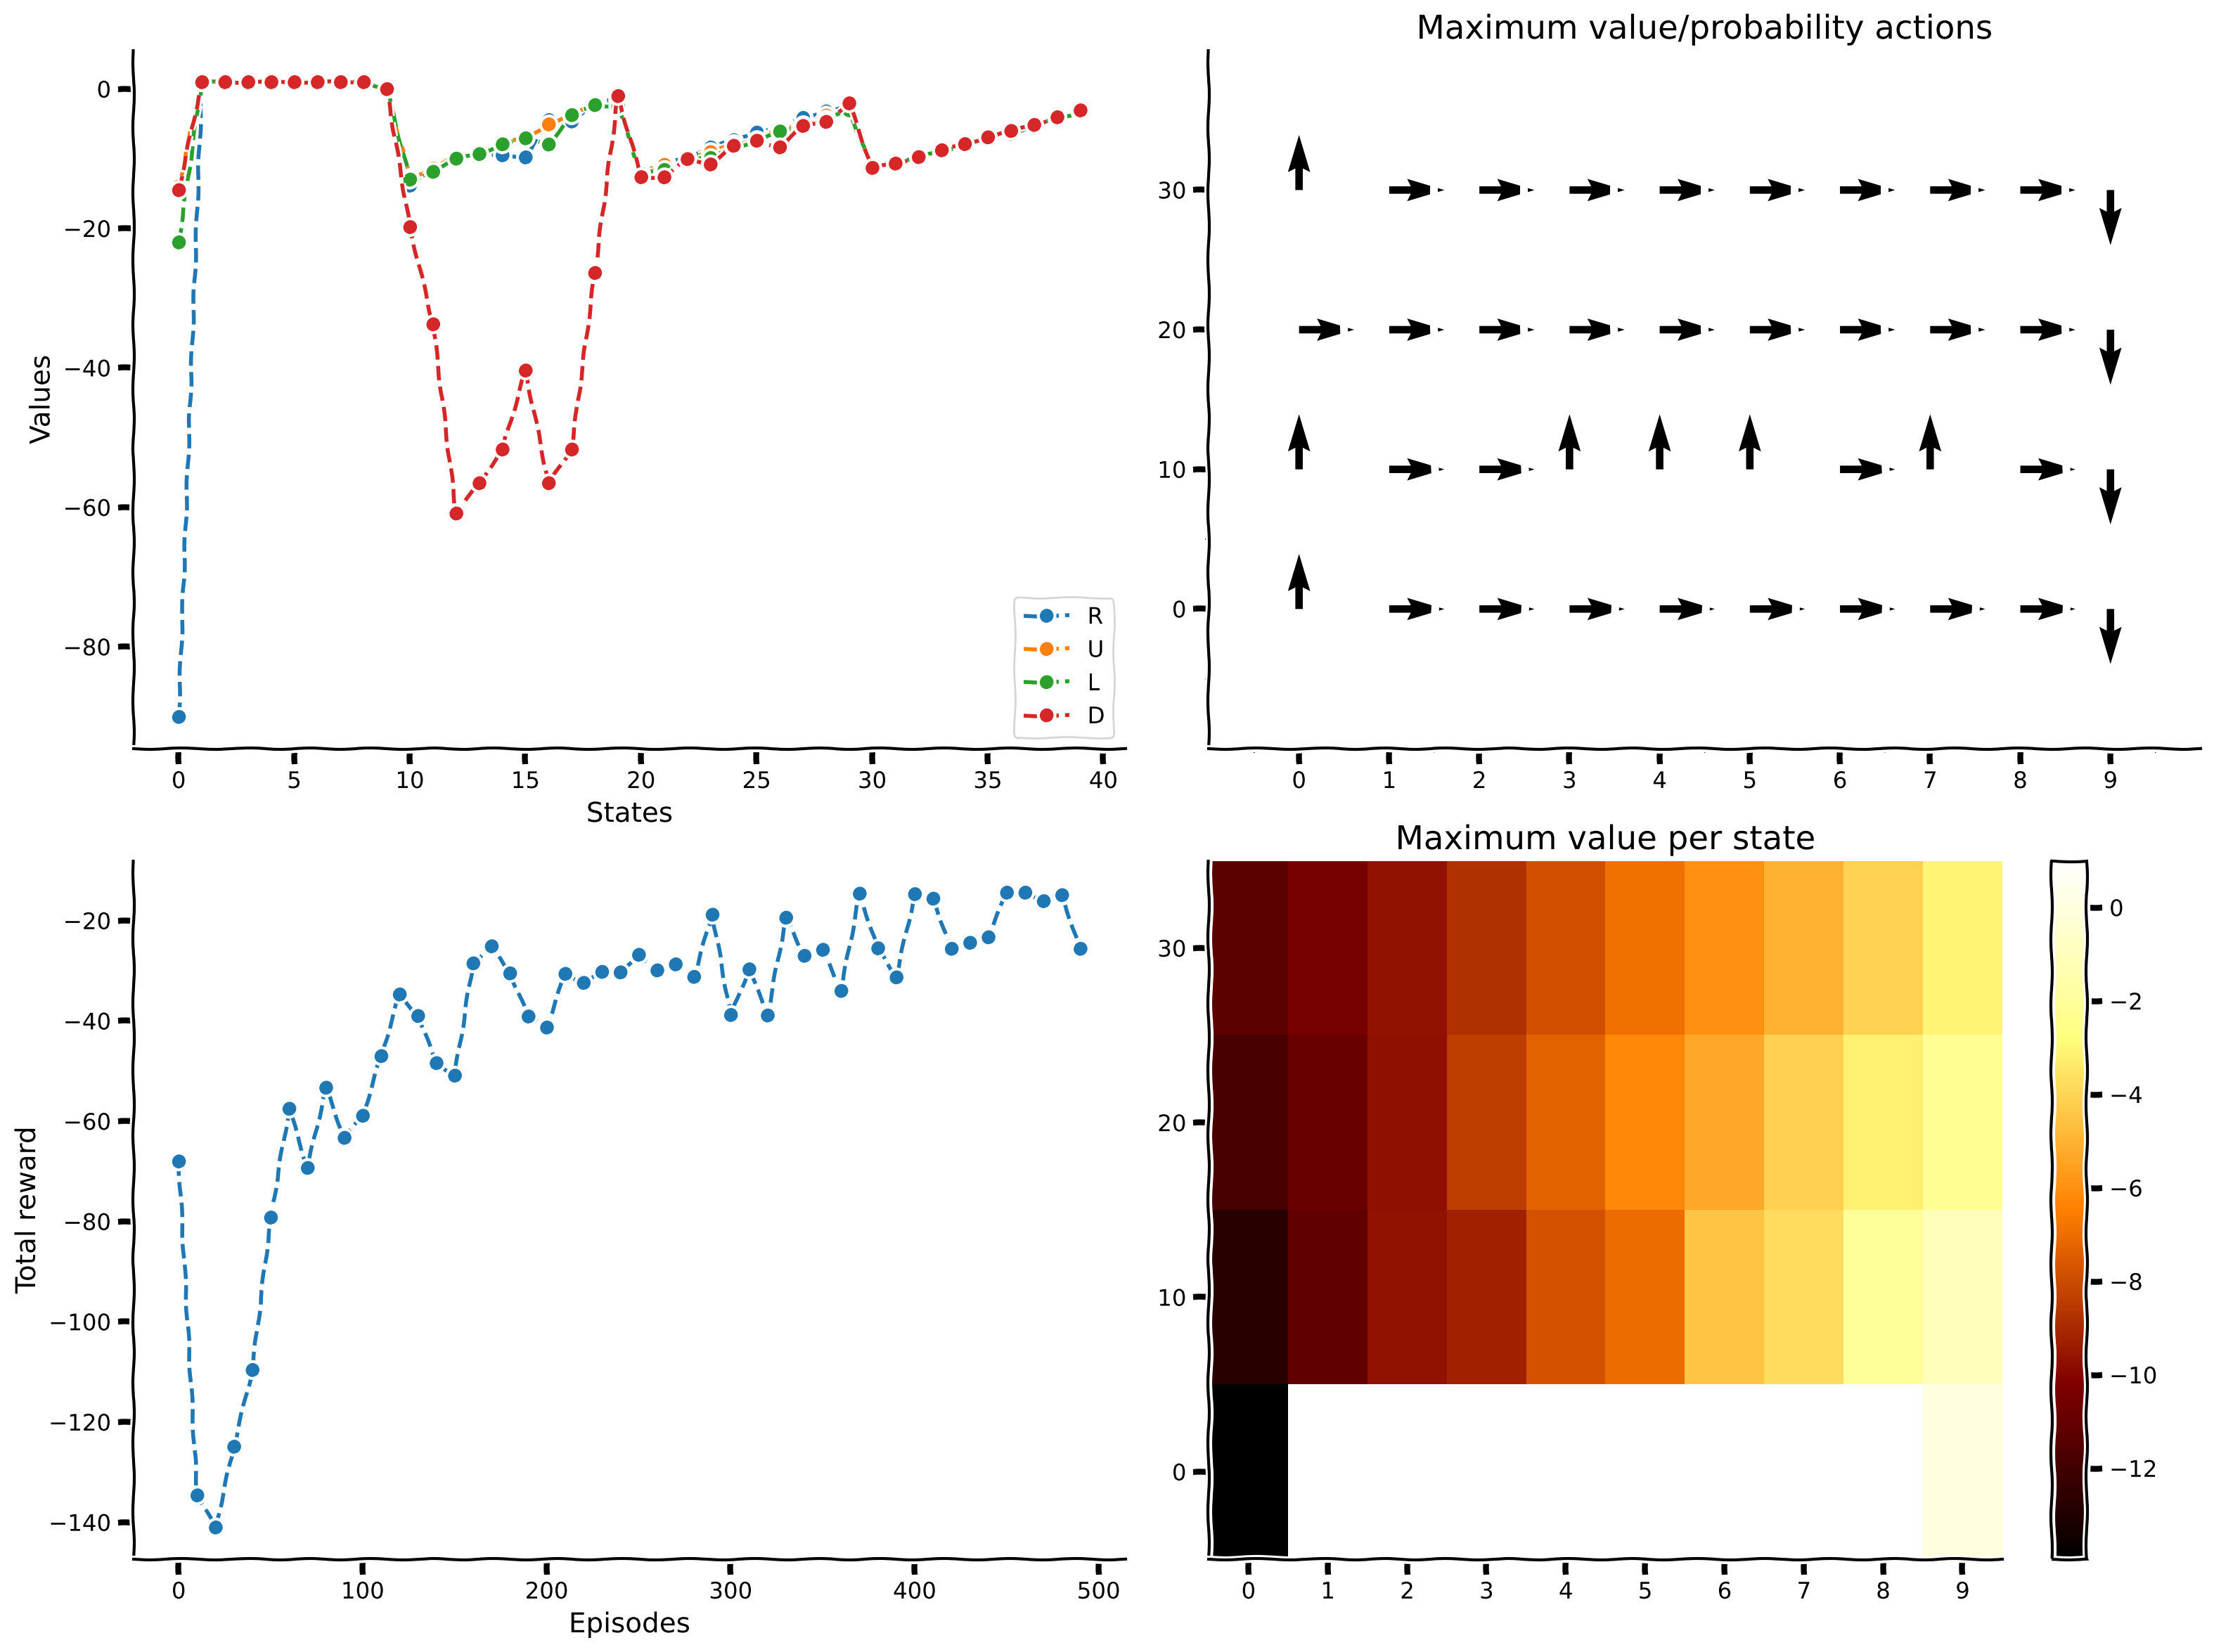 0
−20
−40
−60
−80
Values
0 5 10 15 20 25 30 35 40
States
R
U
L
D
Maximum value/probability actions
30
20
10
0
0 1 2 3 4 5 6 7 8 9
−20
−40
−60
−80
−100
−120
−140
Total reward
0 100 200 300 400 500
Episodes
Maximum value per state
30
20
10
0
0 1 2 3 4 5 6 7 8 9
0
−2
−4
−6
−8
−10
−12